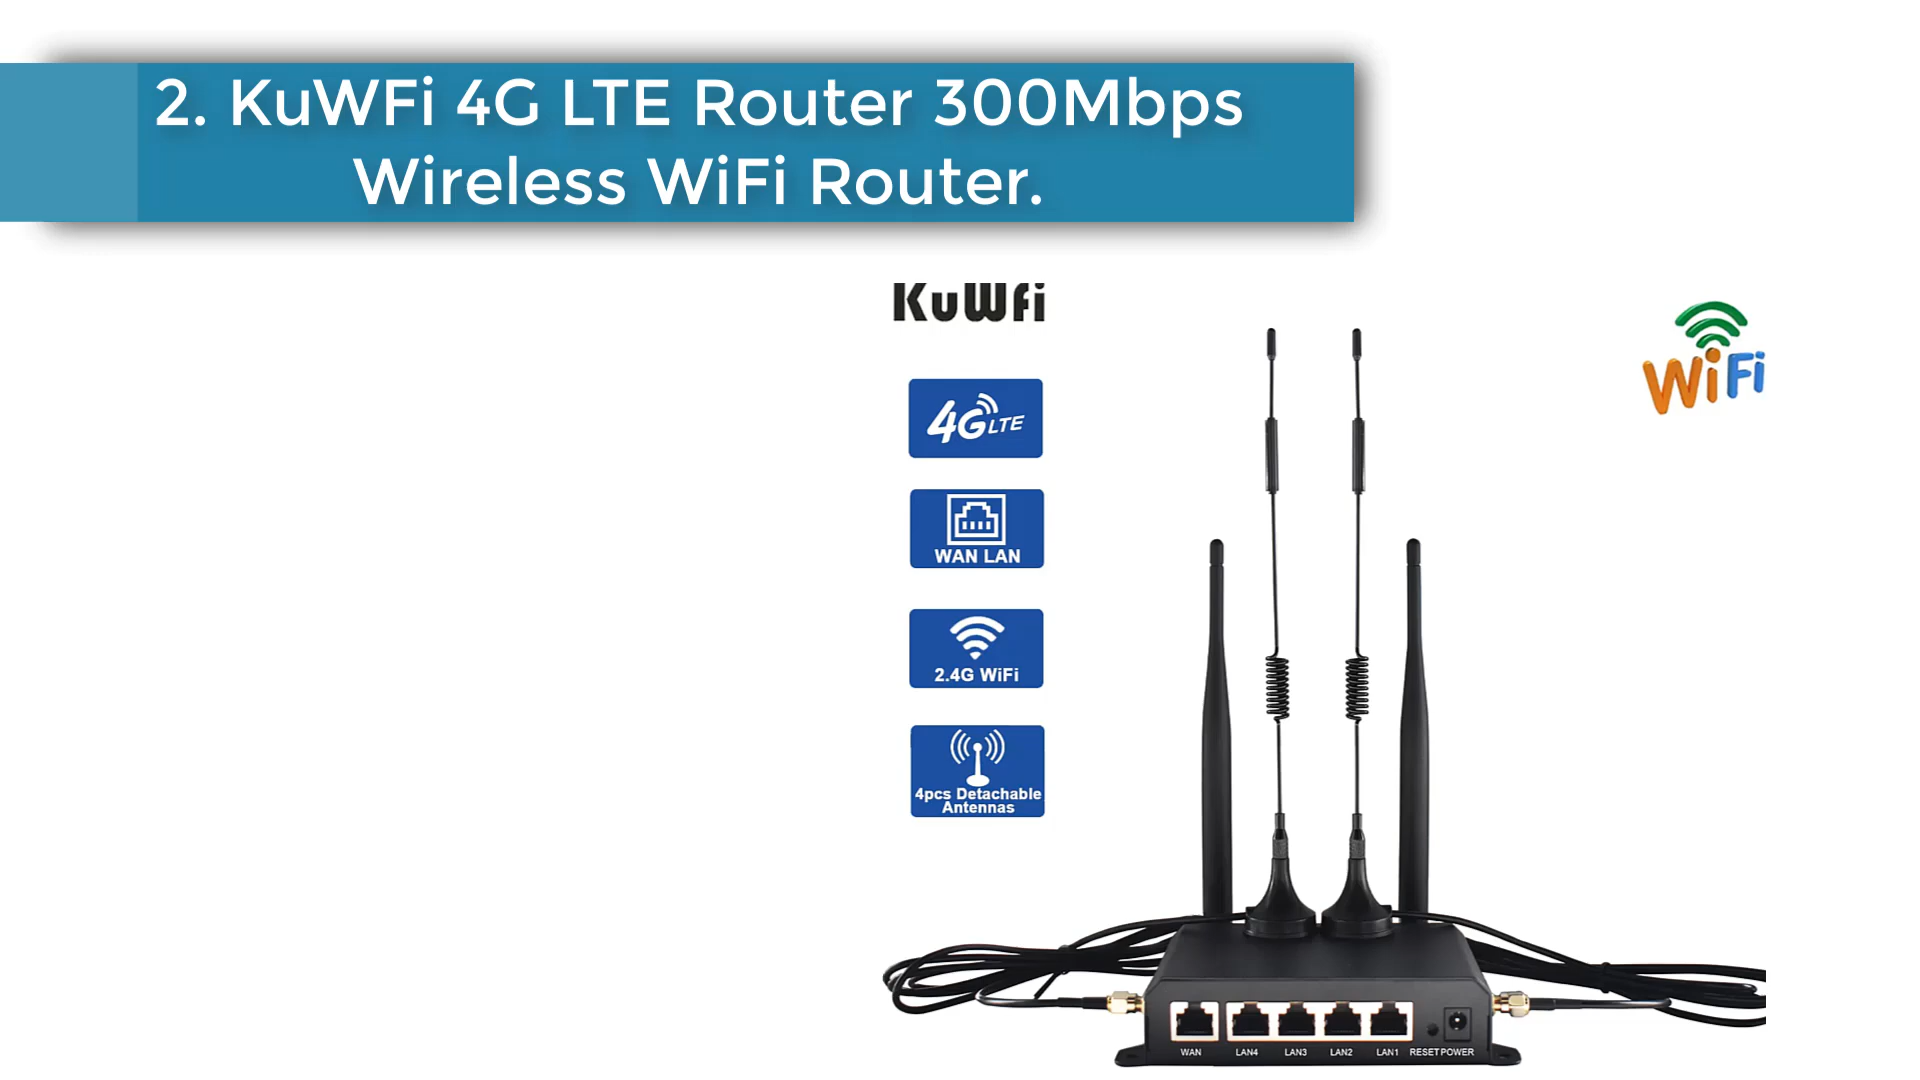 2. KuWFi 4G LTE Router 300Mbps
Wireless WiFi Router.
KuWfi
WiFi
4G LTE
WAN LAN
2.4G WiFi
4pcs Detachable
Antennas
WAN LAN4 LAN3 LAN2 LAN1 RESET POWER